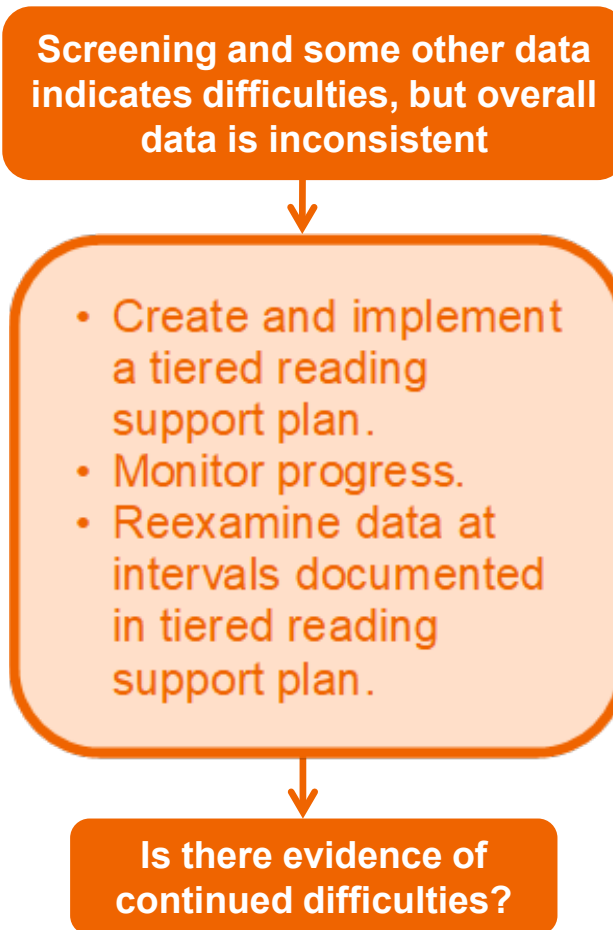 Screening and some other data
indicates difficulties, but overall
data is inconsistent
• Create and implement
a tiered reading
support plan.
• Monitor progress.
• Reexamine data at
intervals documented
in tiered reading
support plan.
Is there evidence of
continued difficulties?